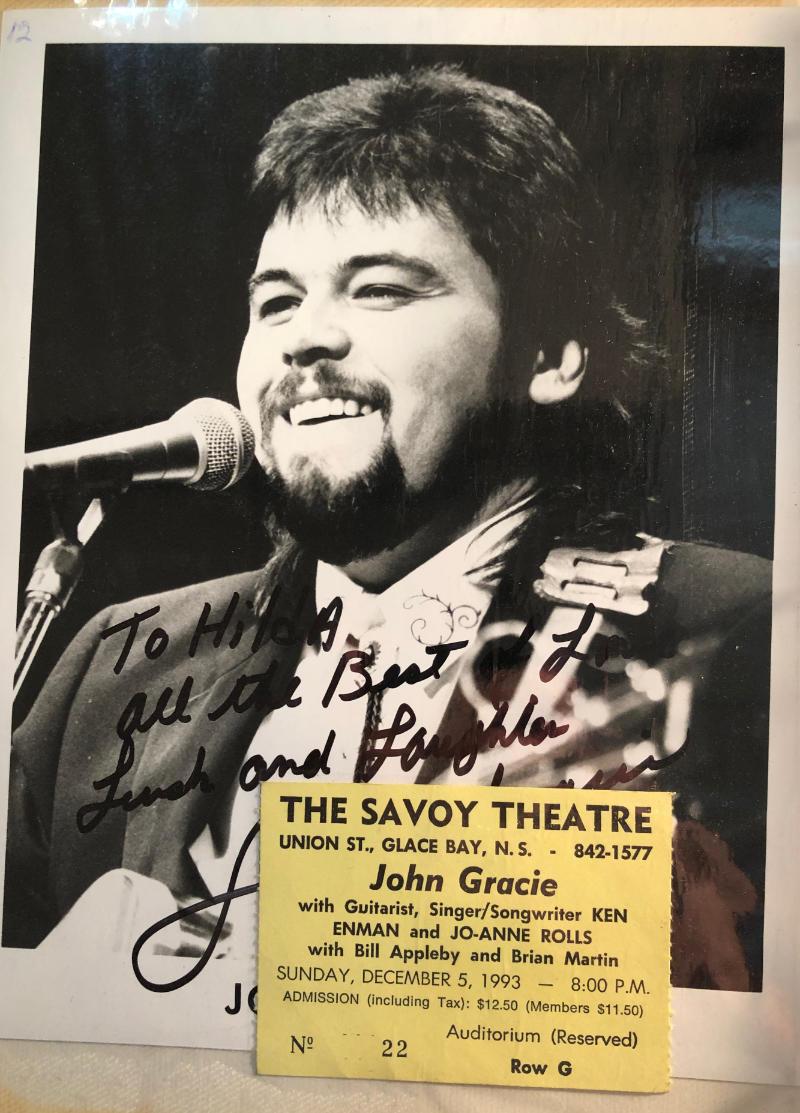 12
To HildA
all the Best of
Luck and Laughter
JO
THE SAVOY THEATRE
UNION ST., GLACE BAY, N.S. - 842-1577
John Gracie
with Guitarist, Singer/Songwriter KEN
ENMAN and JO-ANNE ROLLS
with Bill Appleby and Brian Martin
SUNDAY, DECEMBER 5, 1993 — 8:00 P.M.
ADMISSION (including Tax): $12.50 (Members $11.50)
Auditorium (Reserved)
Nº 22
Row G